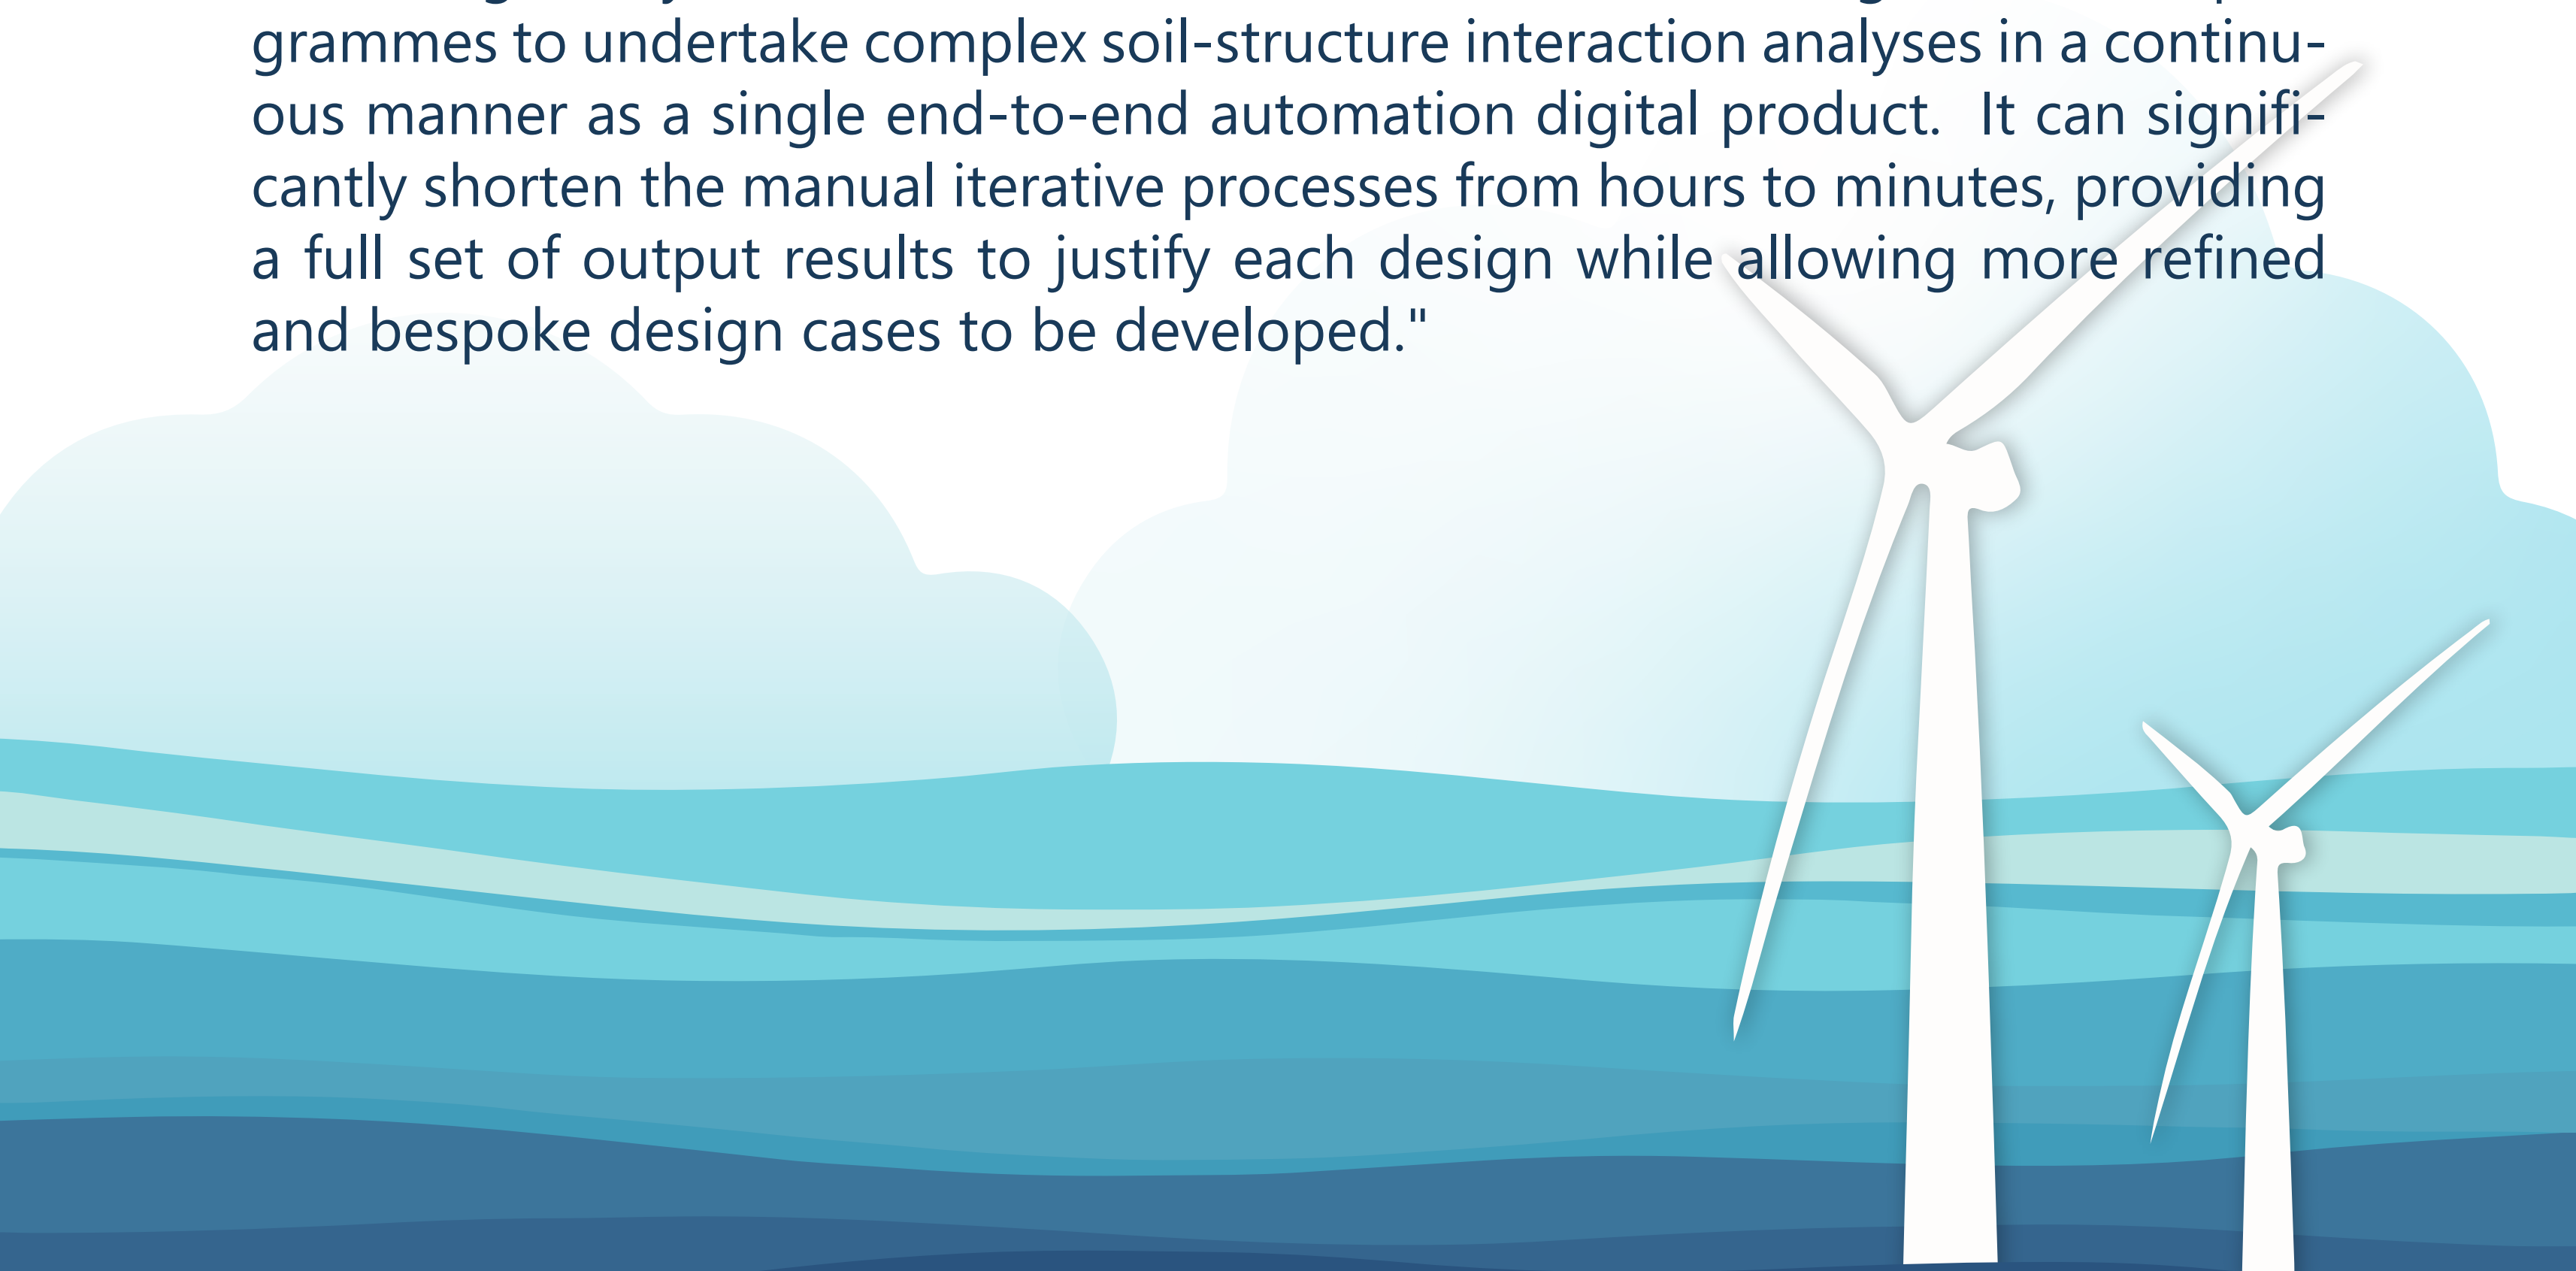 grammes to undertake complex soil-structure interaction analyses in a continu-
ous manner as a single end-to-end automation digital product.  It can signifi-
cantly shorten the manual iterative processes from hours to minutes, providing
a full set of output results to justify each design while allowing more refined
and bespoke design cases to be developed."